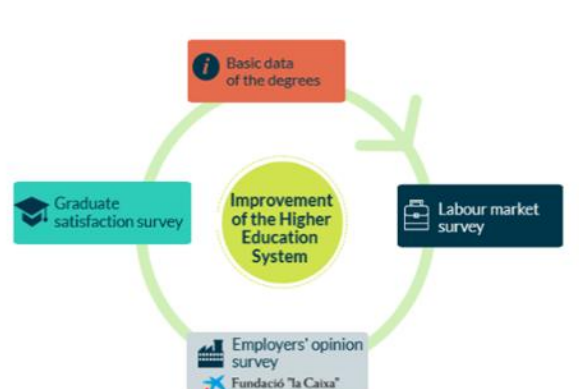 Basic data
of the degrees
Graduate
satisfaction survey
Improvement
of the Higher
Education
System
Labour market
survey
Employers' opinion
survey
Fundació "la Caixa"